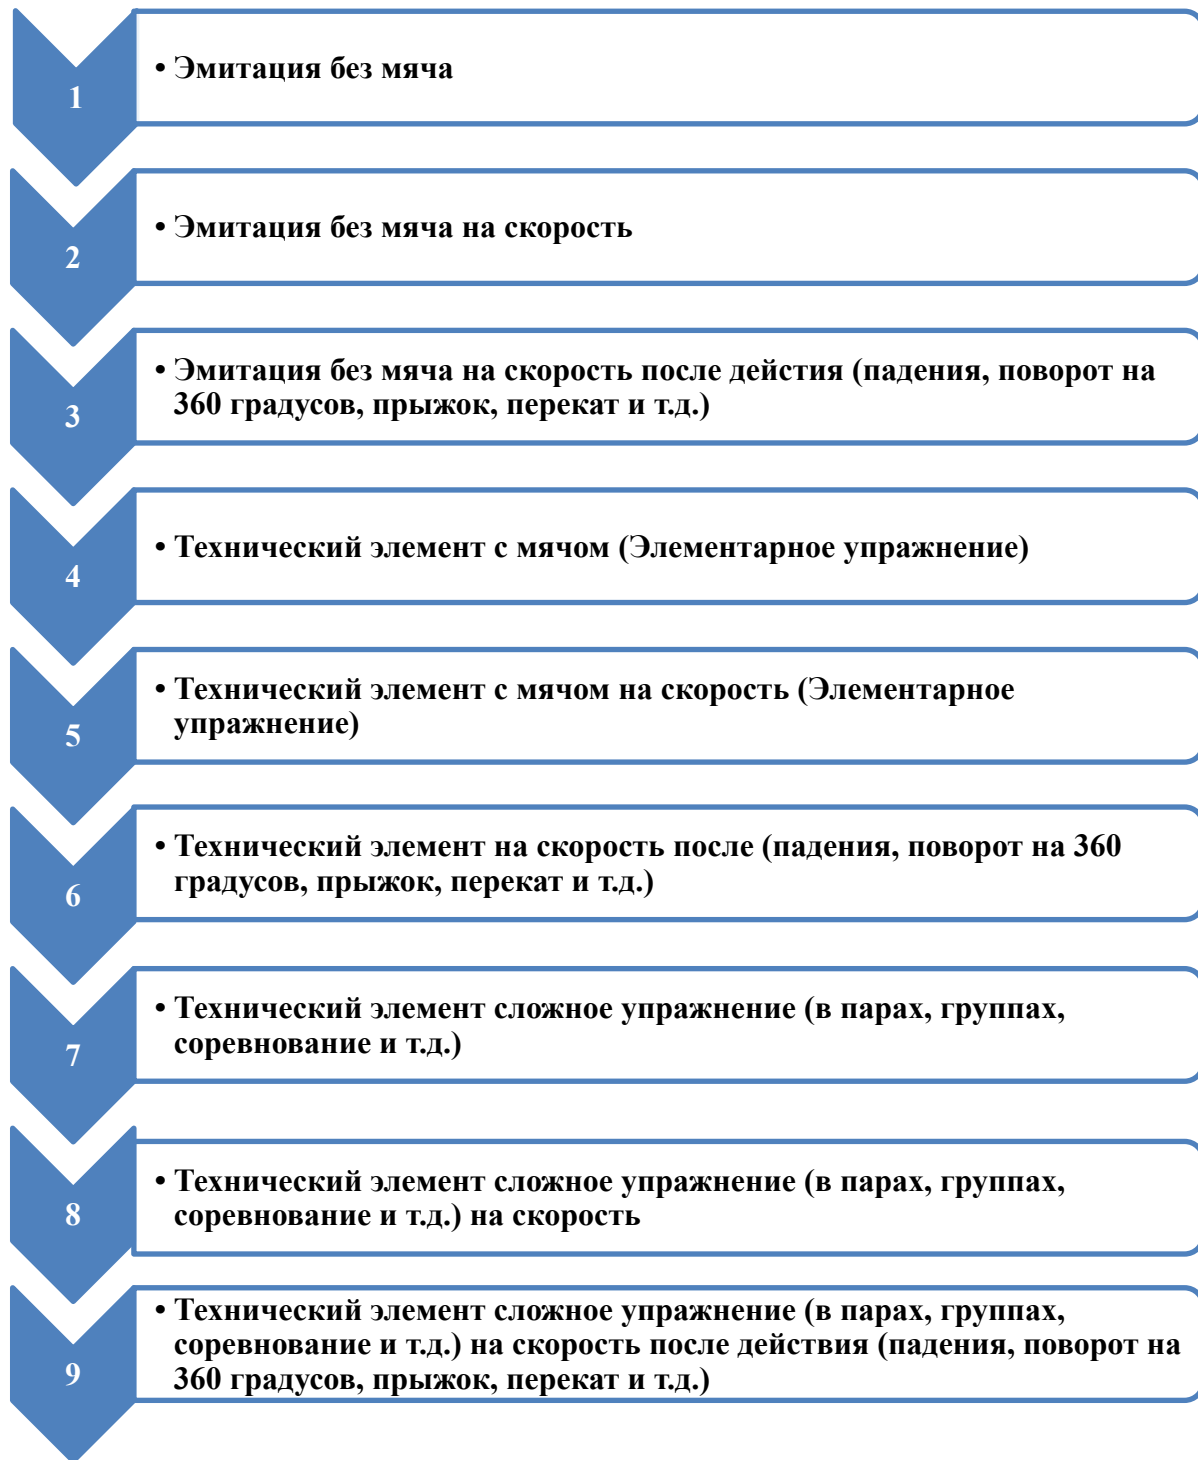 1
• Эмитация без мяча
2
• Эмитация без мяча на скорость
3
• Эмитация без мяча на скорость после дейстия (падения, поворот на
360 градусов, прыжок, перекат и т.д.)
4
• Технический элемент с мячом (Элементарное упражнение)
5
• Технический элемент с мячом на скорость (Элементарное
упражнение)
6
• Технический элемент на скорость после (падения, поворот на 360
градусов, прыжок, перекат и т.д.)
7
• Технический элемент сложное упражнение (в парах, группах,
соревнование и т.д.)
8
• Технический элемент сложное упражнение (в парах, группах,
соревнование и т.д.) на скорость
9
• Технический элемент сложное упражнение (в парах, группах,
соревнование и т.д.) на скорость после действия (падения, поворот на
360 градусов, прыжок, перекат и т.д.)